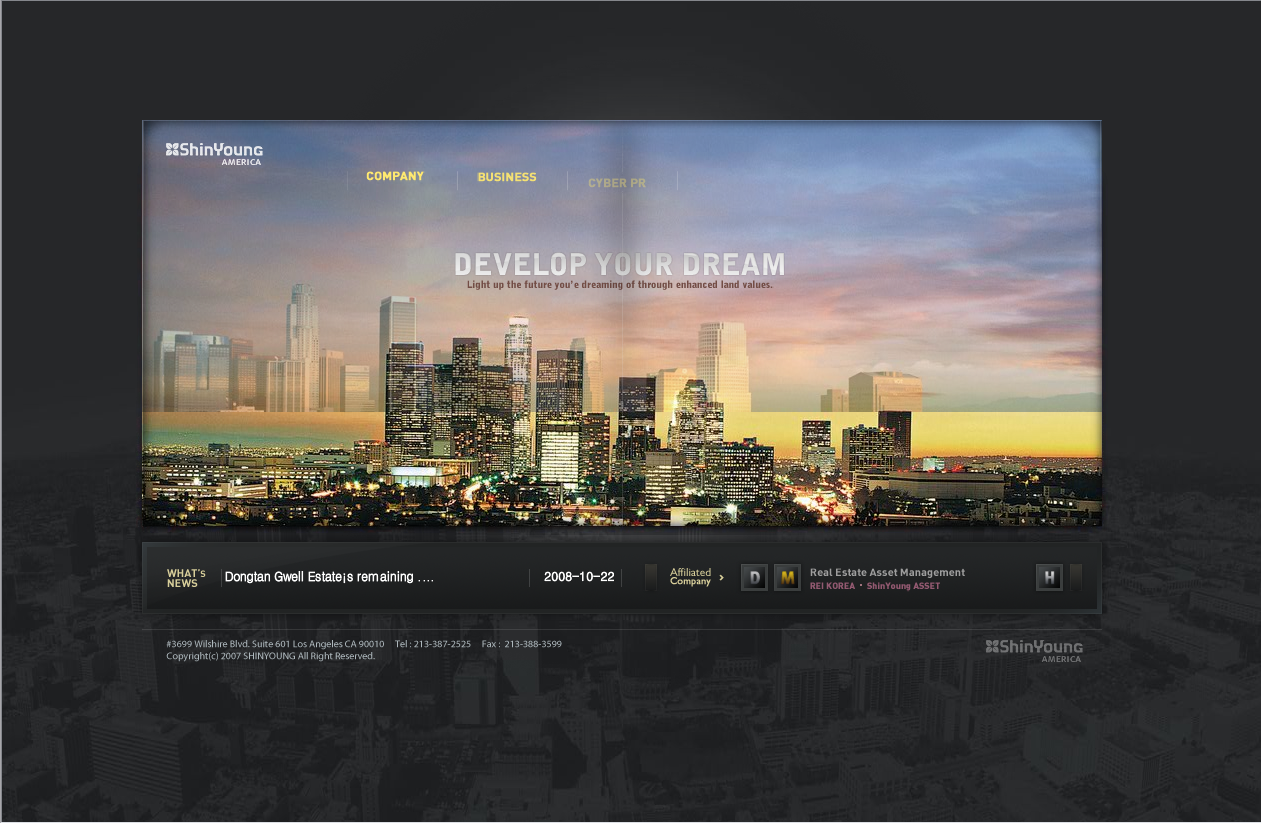 ShinYoung
AMERICA
COMPANY
BUSINESS
CYBER PR
DEVELOP YOUR DREAM
Light up the future you'e dreaming of through enhanced land values.
WHAT'S
NEWS
Dongtan Gwell Estate¡s remaining ....
2008-10-22
Affiliated
Company
D
M
Real Estate Asset Management
REI KOREA · ShinYoung ASSET
H
#3699 Wilshire Blvd. Suite 601 Los Angeles CA 90010 Tel : 213-387-2525 Fax : 213-388-3599
Copyright(c) 2007 SHINYOUNG All Right Reserved.
ShinYoung
AMERICA